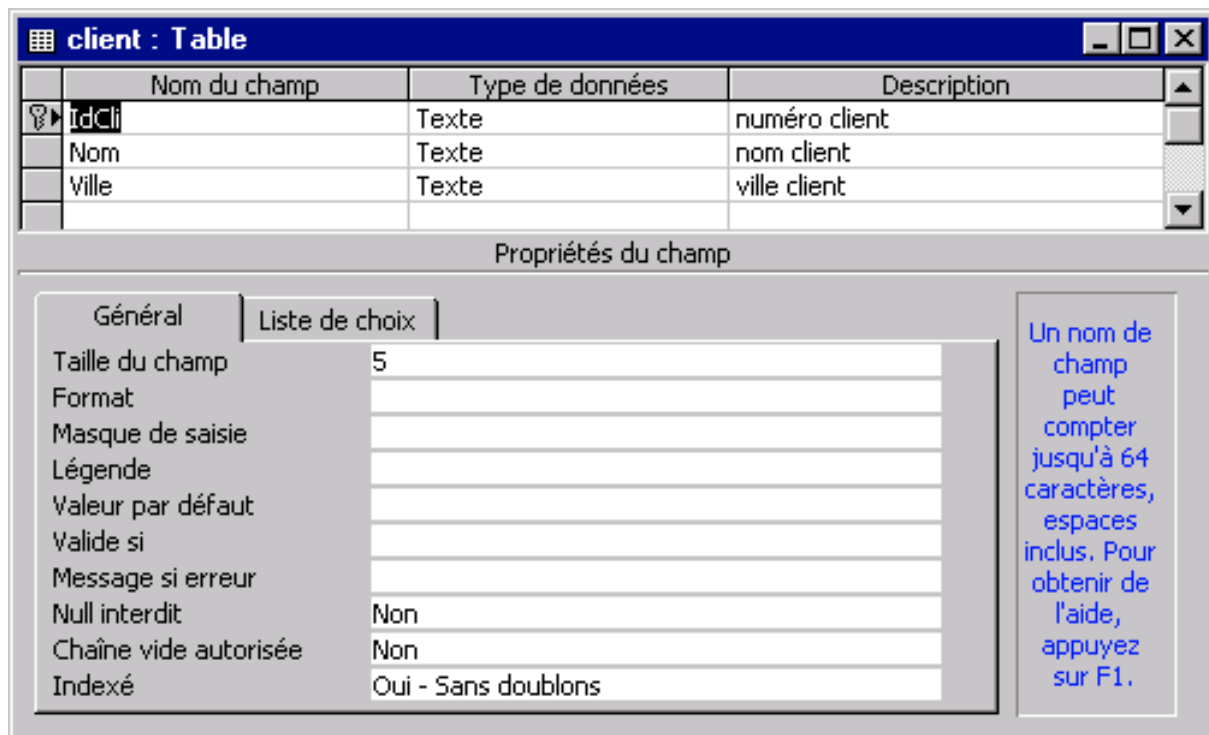 client : Table
Nom du champ Type de données Description
IdCli Texte numéro client
Nom Texte nom client
Ville Texte ville client
Propriétés du champ
Général Liste de choix
Taille du champ 5
Format
Masque de saisie
Légende
Valeur par défaut
Valide si
Message si erreur
Null interdit Non
Chaîne vide autorisée Non
Indexé Oui - Sans doublons
Un nom de
champ
peut
compter
jusqu'à 64
caractères,
espaces
inclus. Pour
obtenir de
l'aide,
appuyez
sur F1.